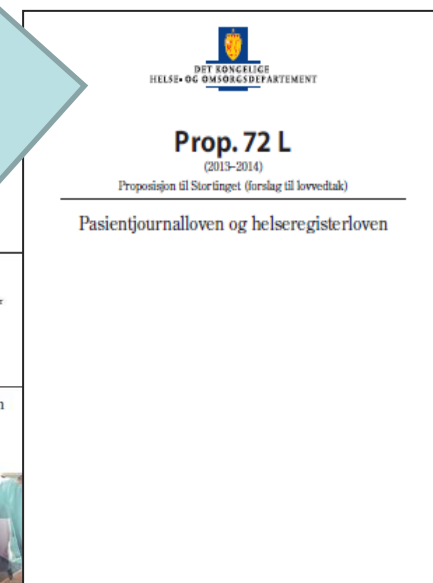 DET KONGELIGE
HELSE- OG OMSORGSDEPARTEMENT
Prop. 72 L
(2013–2014)
Proposisjon til Stortinget (forslag til lovvedtak)
Pasientjournalloven og helseregisterloven